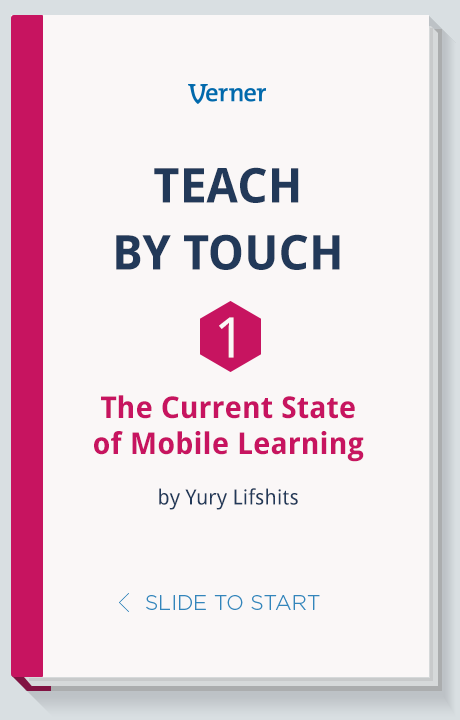 Verner
TEACH
BY TOUCH
1
The Current State
of Mobile Learning
by Yury Lifshits
SLIDE TO START